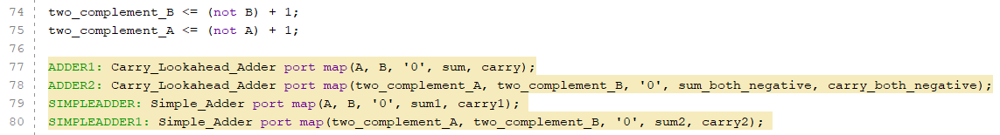 74 two_complement_B <= (not B) + 1;
75 two_complement_A <= (not A) + 1;
76
77 ADDER1: Carry_Lookahead_Adder port map(A, B, '0', sum, carry);
78 ADDER2: Carry_Lookahead_Adder port map(two_complement_A, two_complement_B, '0', sum_both_negative, carry_both_negative);
79 SIMPLEADDER: Simple_Adder port map(A, B, '0', sum1, carry1);
80 SIMPLEADDER1: Simple_Adder port map(two_complement_A, two_complement_B, '0', sum2, carry2);